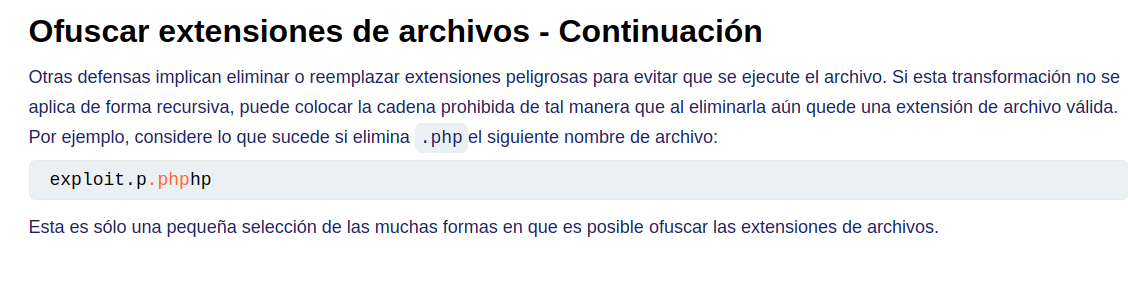 Ofuscar extensiones de archivos - Continuación
Otras defensas implican eliminar o reemplazar extensiones peligrosas para evitar que se ejecute el archivo. Si esta transformación no se
aplica de forma recursiva, puede colocar la cadena prohibida de tal manera que al eliminarla aún quede una extensión de archivo válida.
Por ejemplo, considere lo que sucede si elimina .php el siguiente nombre de archivo:
exploit.p.phphp
Esta es sólo una pequeña selección de las muchas formas en que es posible ofuscar las extensiones de archivos.